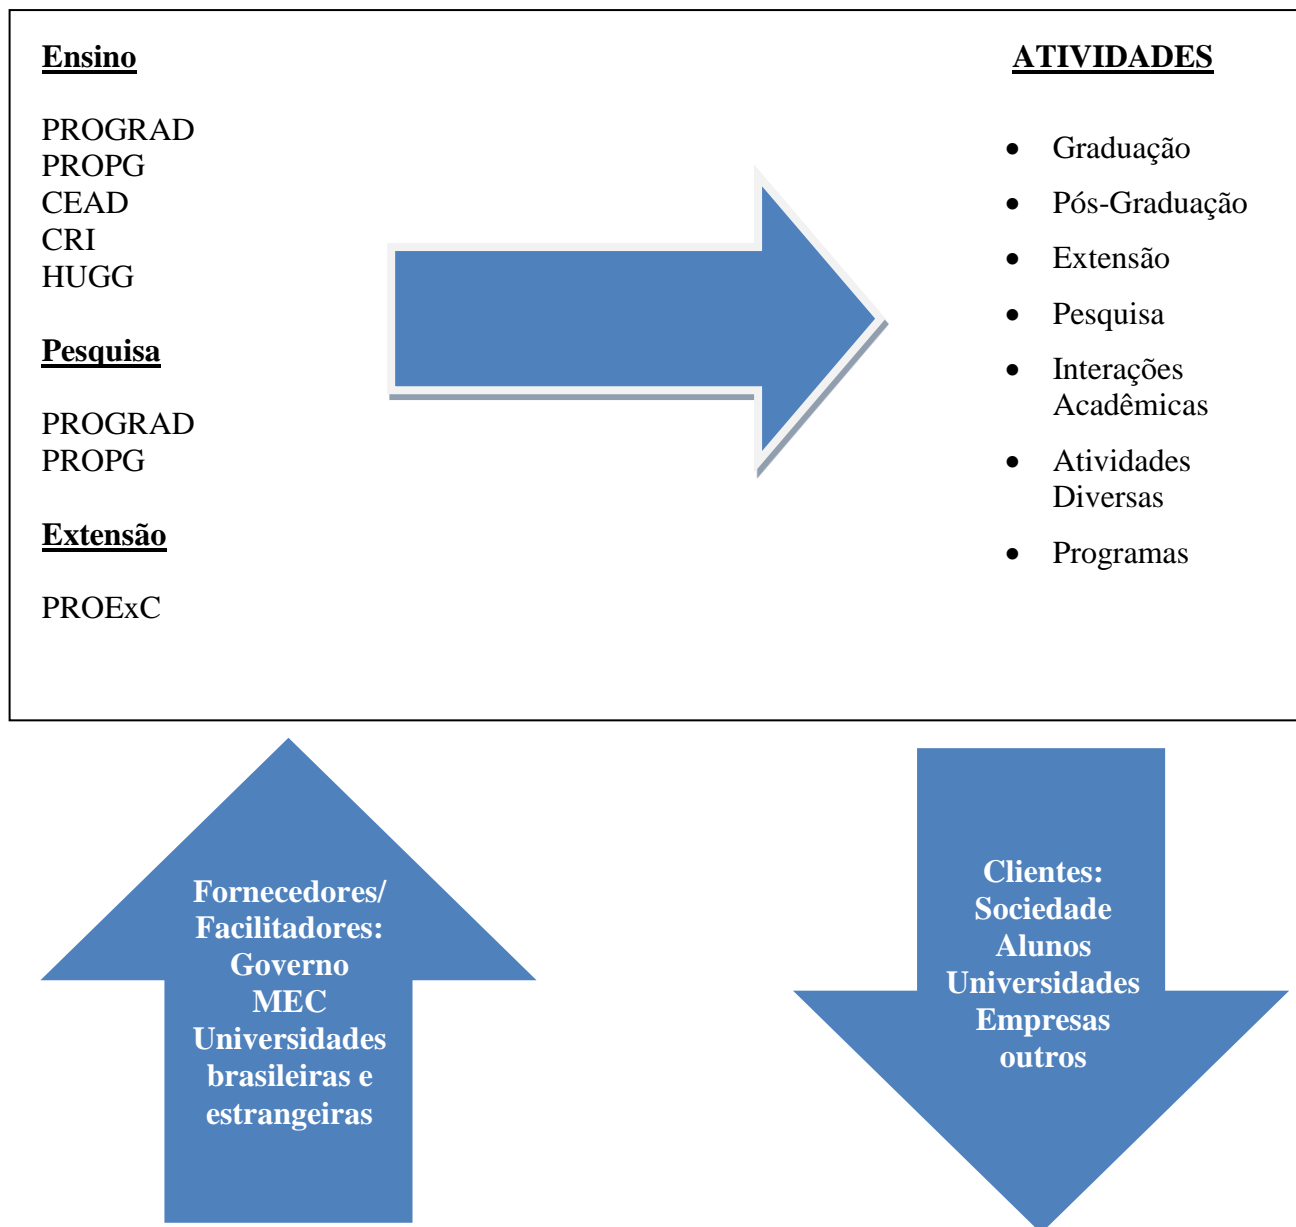 Ensino
PROGRAD
PROPG
CEAD
CRI
HUGG
Pesquisa
PROGRAD
PROPG
Extensão
PROExC
ATIVIDADES
• Graduação
• Pós-Graduação
• Extensão
• Pesquisa
• Interações
Acadêmicas
• Atividades
Diversas
• Programas
Fornecedores/
Facilitadores:
Governo
MEC
Universidades
brasileiras e
estrangeiras
Clientes:
Sociedade
Alunos
Universidades
Empresas
outros